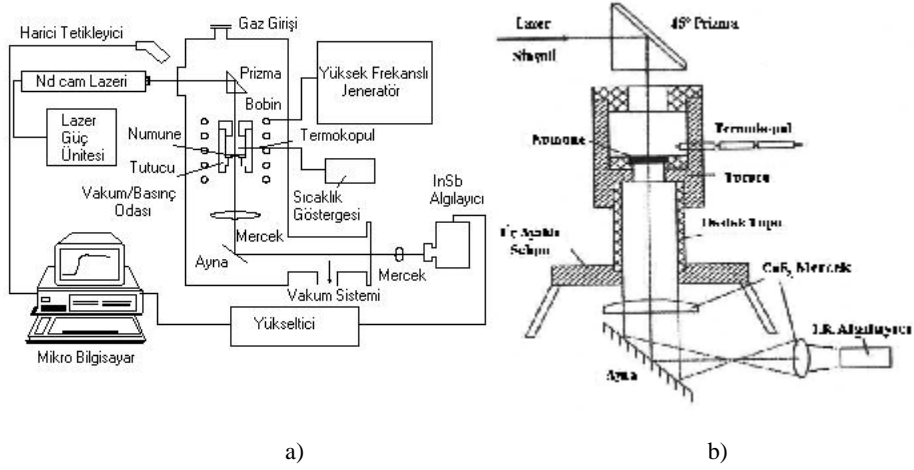 Gaz Girişi
Harici Tetikleyici
Nd cam Lazeri
Prizma
Yüksek Frekanslı
Jeneratör
Bobin
Lazer
Güç
Ünitesi
Numune
Termokopul
Tutucu
Vakum/Basınç
Odası
Sıcaklık
Göstergesi
InSb
Algılayıcı
Mercek
Ayna
Mercek
Vakum Sistemi
Yükseltici
Mikro Bilgisayar
a)
Lazer
Sinyali
45° Prizma
Numune
Termokopul
Tutucu
Destek Tüpü
Üç Ayaklı
Sehpa
CaF₂ Mercek
I.R. Algılayıcı
Ayna
b)